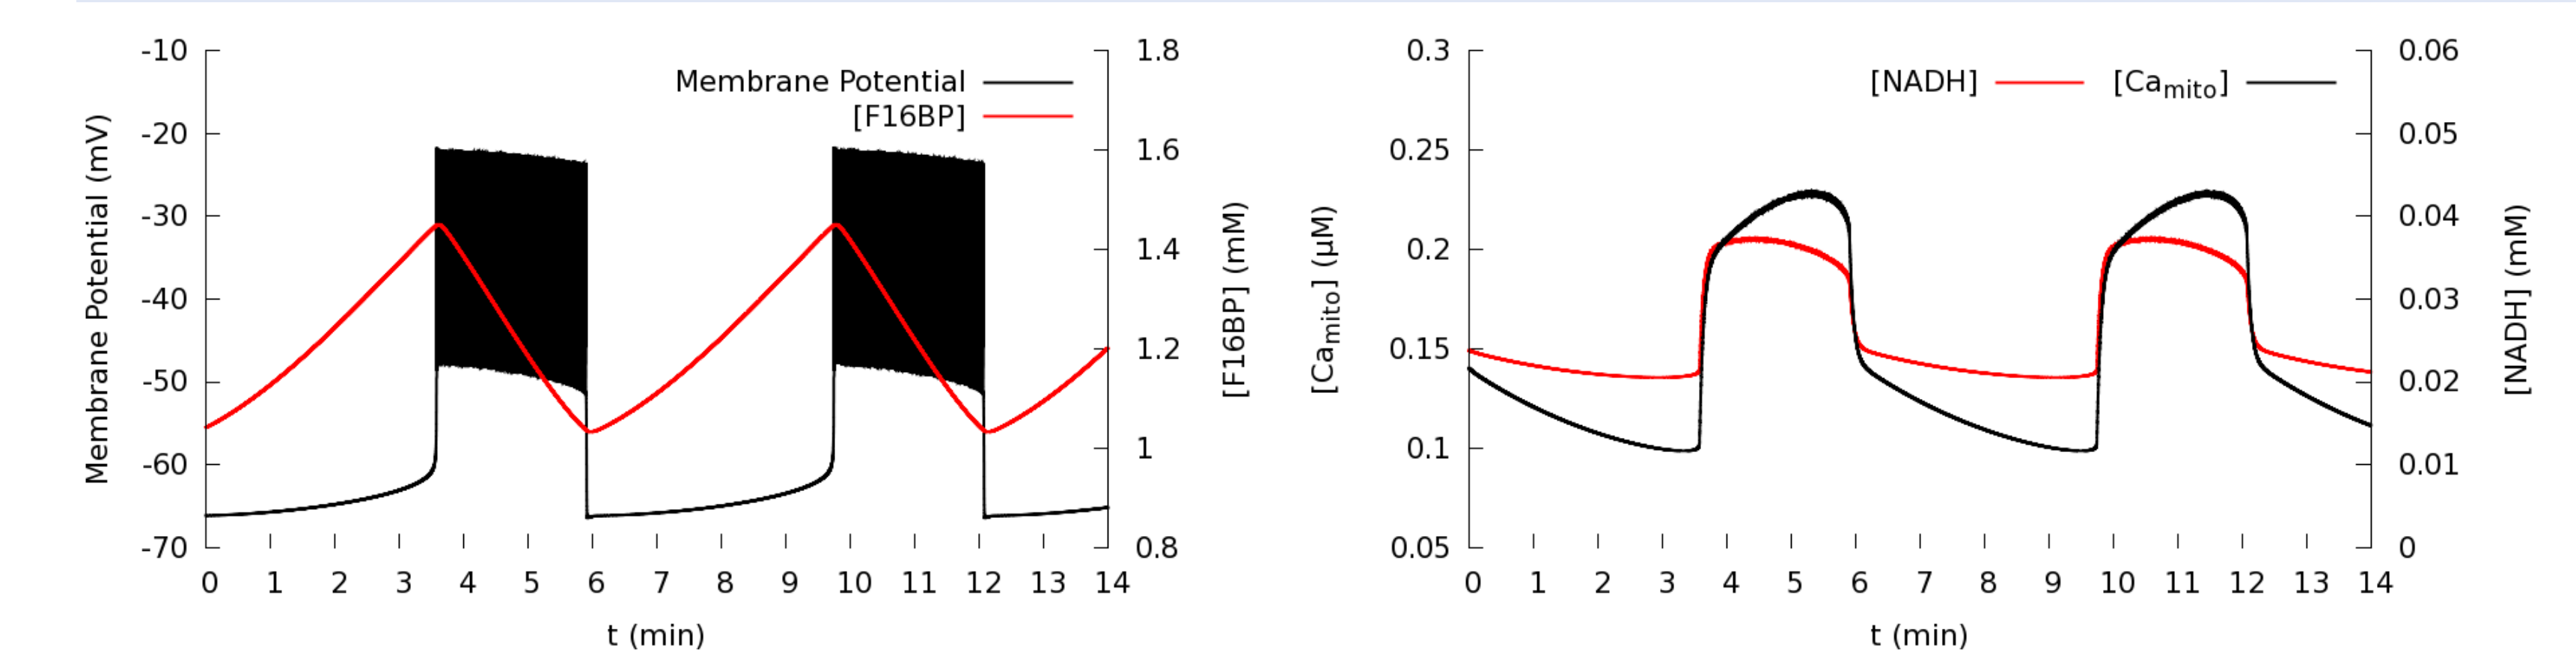 Membrane Potential (mV)
-10
-20
-30
-40
-50
-60
-70
Membrane Potential
[F16BP]
1.8
1.6
1.4
1.2
1
0.8
[F16BP] (mM)
0 1 2 3 4 5 6 7 8 9 10 11 12 13 14
t (min)
[Ca_mito] (μM)
0.3
0.25
0.2
0.15
0.1
0.05
[NADH] [Ca_mito]
0.06
0.05
0.04
0.03
0.02
0.01
0
[NADH] (mM)
0 1 2 3 4 5 6 7 8 9 10 11 12 13 14
t (min)